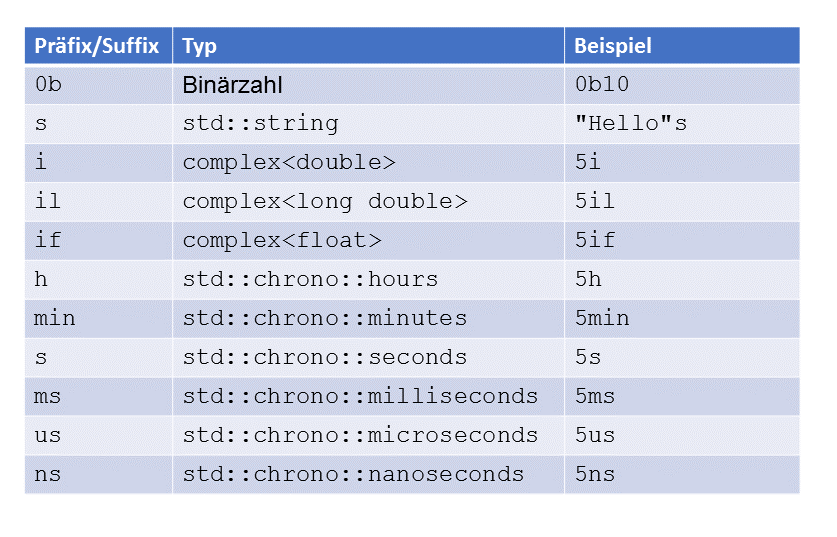 Präfix/Suffix Typ Beispiel
0b Binärzahl 0b10
s std::string "Hello"s
i complex<double> 5i
il complex<long double> 5il
if complex<float> 5if
h std::chrono::hours 5h
min std::chrono::minutes 5min
s std::chrono::seconds 5s
ms std::chrono::milliseconds 5ms
us std::chrono::microseconds 5us
ns std::chrono::nanoseconds 5ns